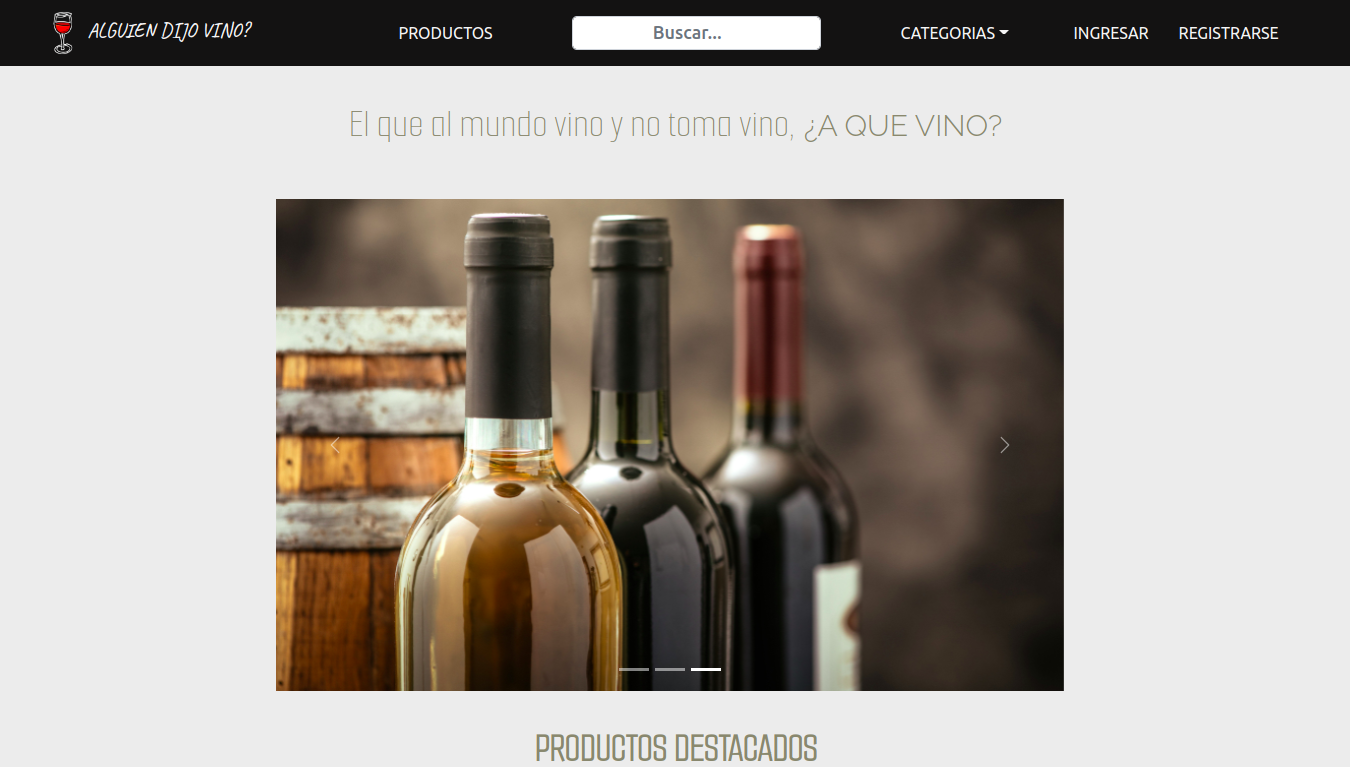 ALGUIEN DIJO VINO?
PRODUCTOS
Buscar...
CATEGORIAS
INGRESAR
REGISTRARSE
El que al mundo vino y no toma vino, ¿A QUE VINO?
PRODUCTOS DESTACADOS